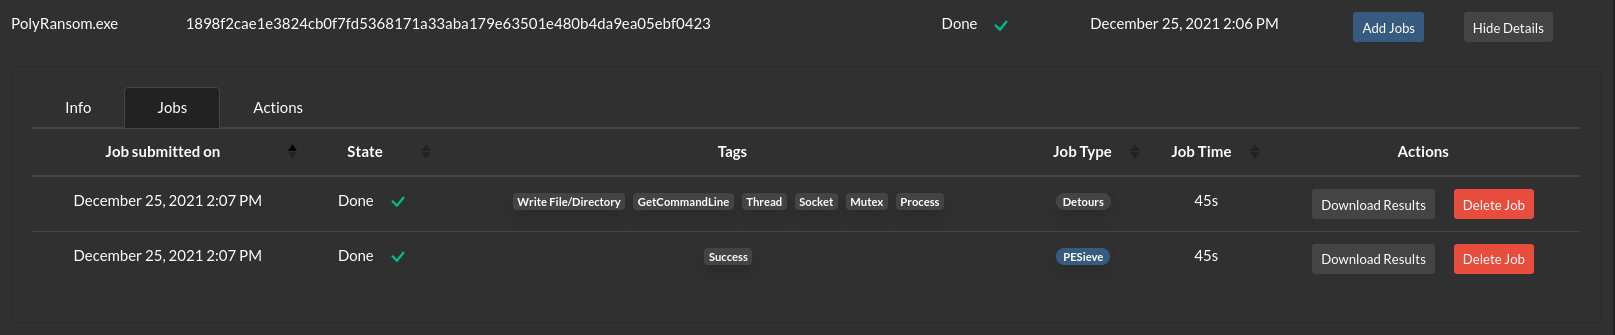 PolyRansom.exe 1898f2cae1e3824cb0f7fd5368171a33aba179e63501e480b4da9ea05ebf0423 Done December 25, 2021 2:06 PM Add Jobs Hide Details
Info Jobs Actions
Job submitted on State Tags Job Type Job Time Actions
December 25, 2021 2:07 PM Done Write File/Directory GetCommandLine Thread Socket Mutex Process Detours 45s Download Results Delete Job
December 25, 2021 2:07 PM Done Success PESieve 45s Download Results Delete Job